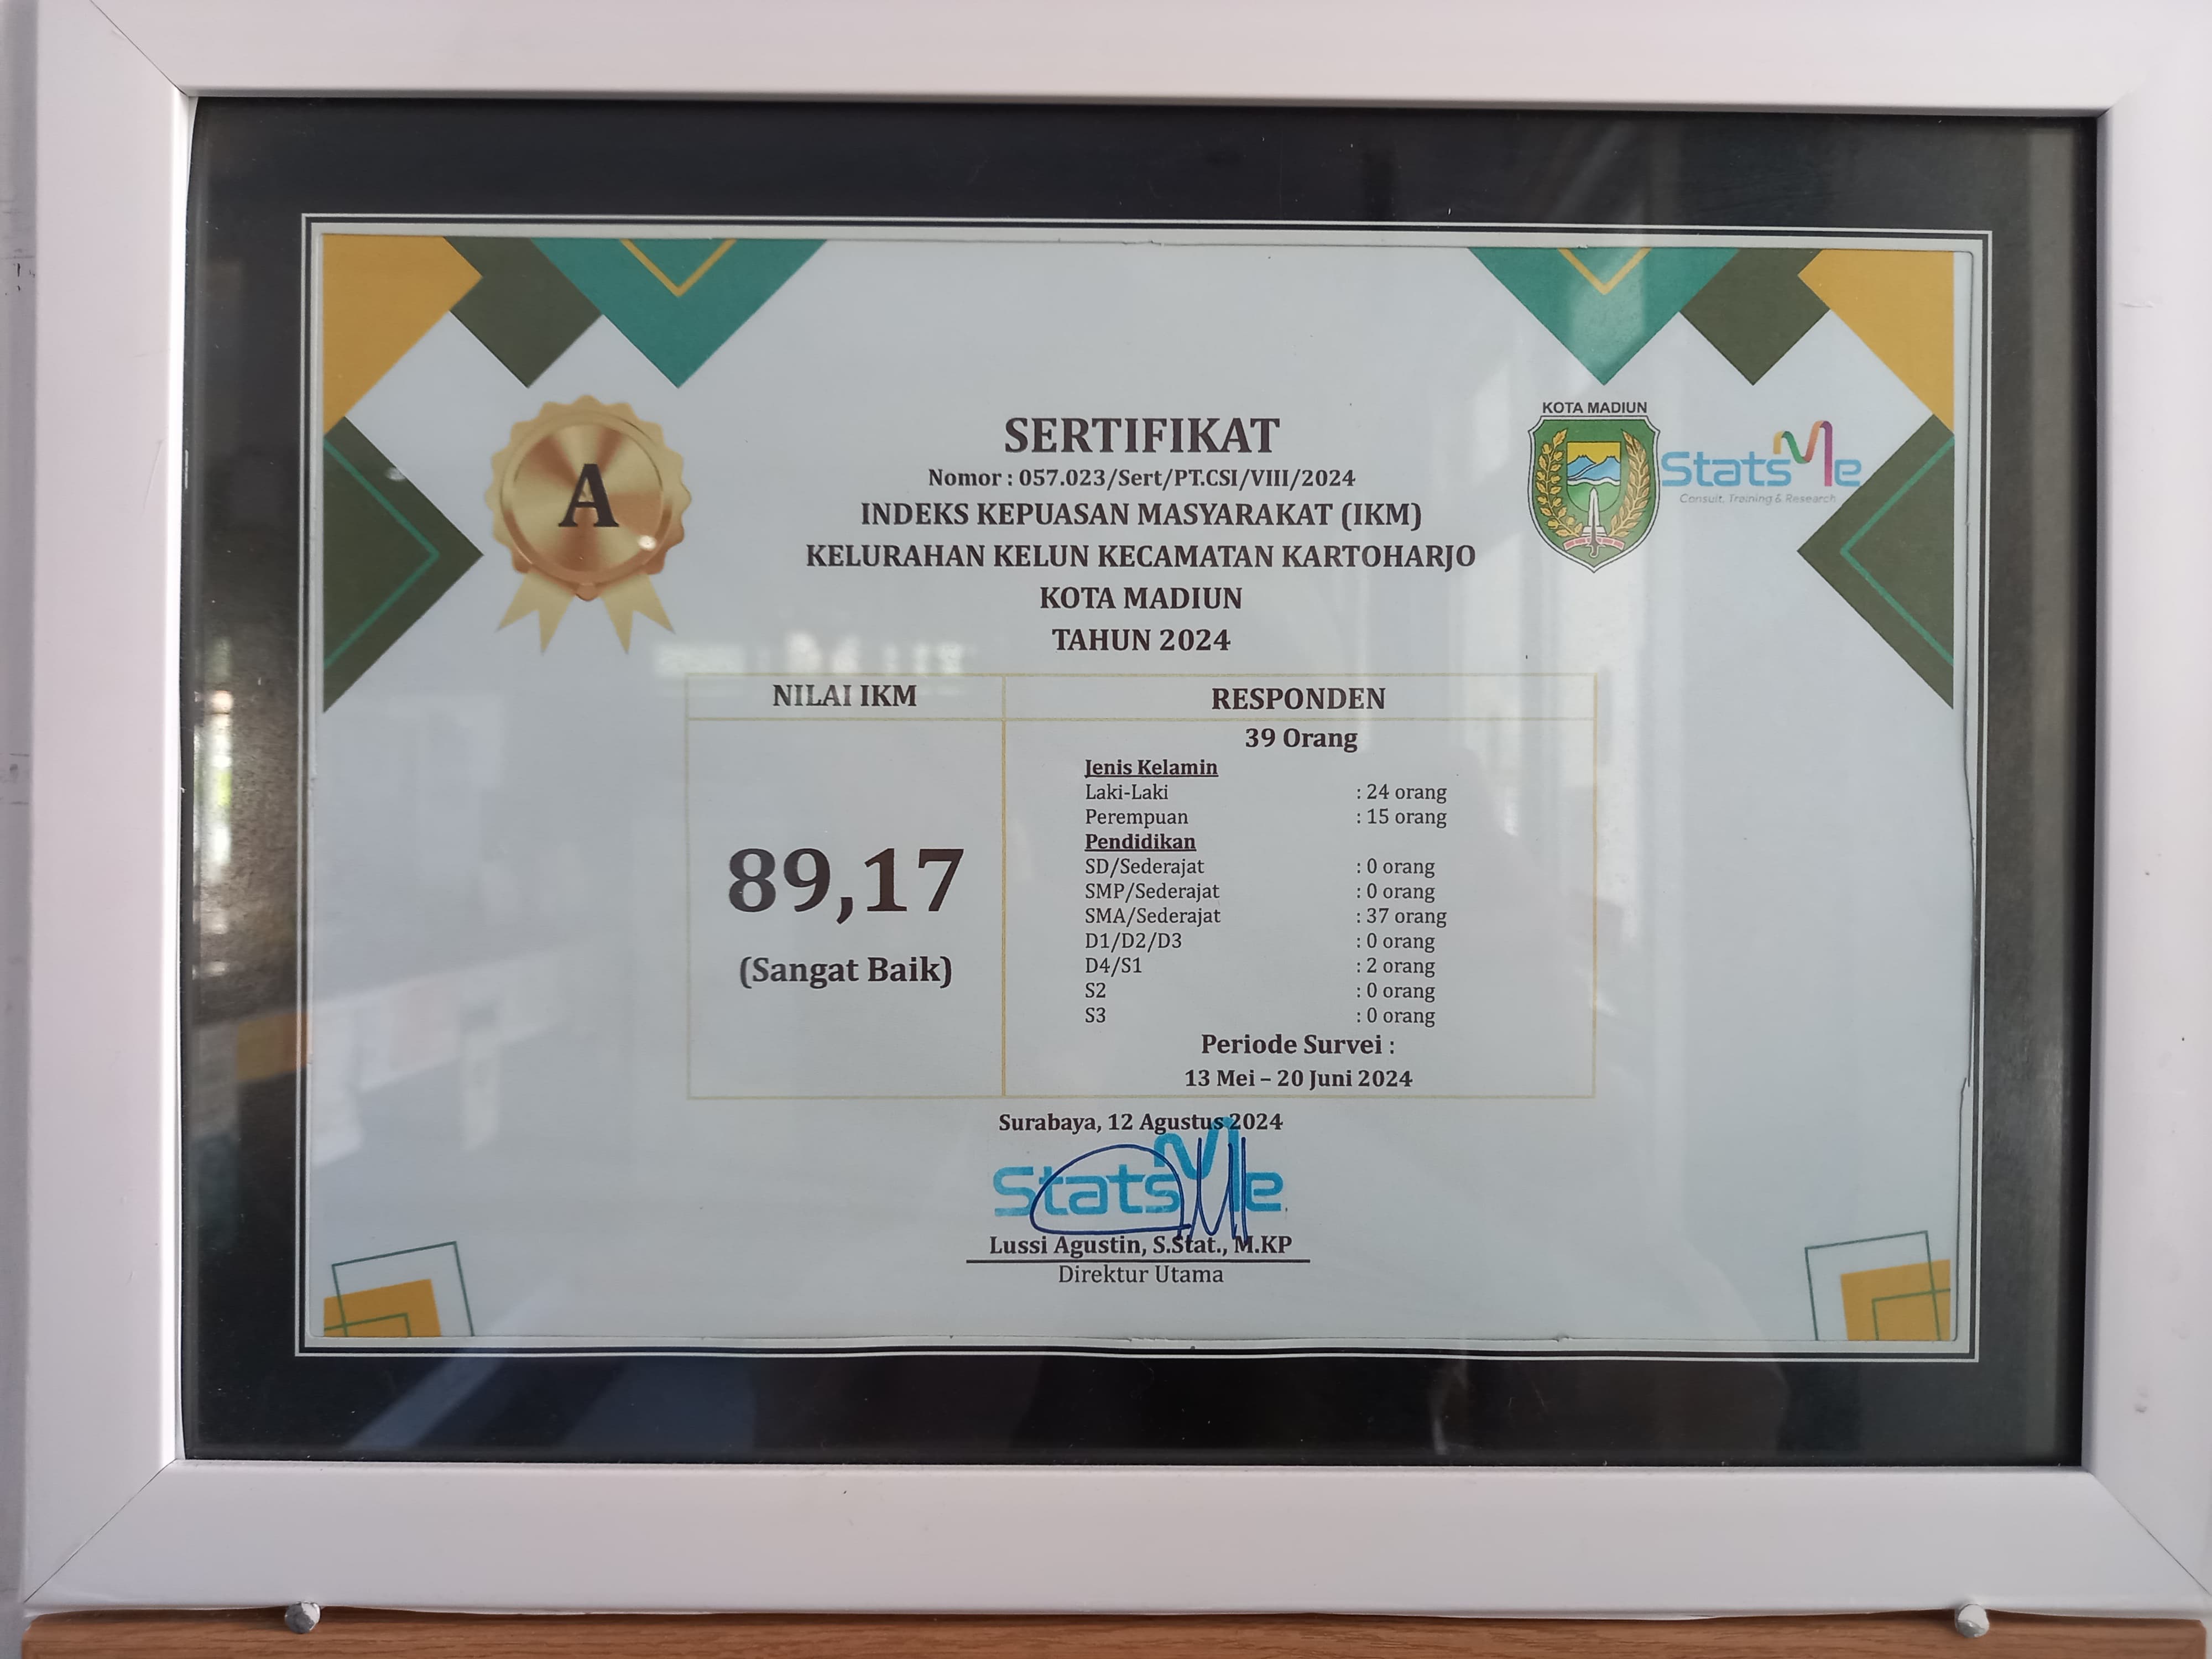 A
KOTA MADIUN
StatsMe
Consult, Training & Research
SERTIFIKAT
Nomor : 057.023/Sert/PT.CSI/VIII/2024
INDEKS KEPUASAN MASYARAKAT (IKM)
KELURAHAN KELUN KECAMATAN KARTOHARJO
KOTA MADIUN
TAHUN 2024
NILAI IKM
89,17
(Sangat Baik)
RESPONDEN
39 Orang
Jenis Kelamin
Laki-Laki : 24 orang
Perempuan : 15 orang
Pendidikan
SD/Sederajat : 0 orang
SMP/Sederajat : 0 orang
SMA/Sederajat : 37 orang
D1/D2/D3 : 0 orang
D4/S1 : 2 orang
S2 : 0 orang
S3 : 0 orang
Periode Survei :
13 Mei – 20 Juni 2024
Surabaya, 12 Agustus 2024
StatsMe
Lussi Agustin, S.Stat., M.KP
Direktur Utama